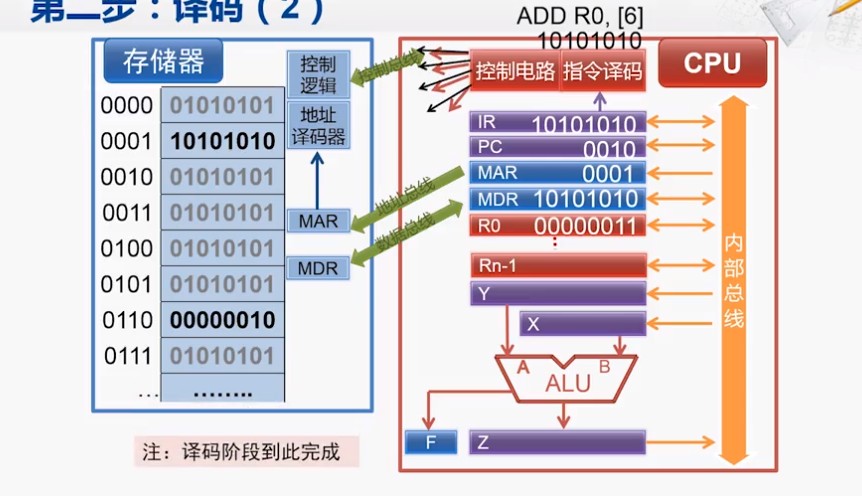 第二步：译码（2）
ADD R0, [6]
10101010
存储器
控制
逻辑
地址
译码器
MAR
MDR
0000 01010101
0001 10101010
0010 01010101
0011 01010101
0100 01010101
0101 01010101
0110 00000010
0111 01010101
... ........
控制总线
地址总线
数据总线
CPU
控制电路 指令译码
IR 10101010
PC 0010
MAR 0001
MDR 10101010
R0 00000011
Rn-1
Y
X
A B
ALU
F
Z
内部总线
注：译码阶段到此完成